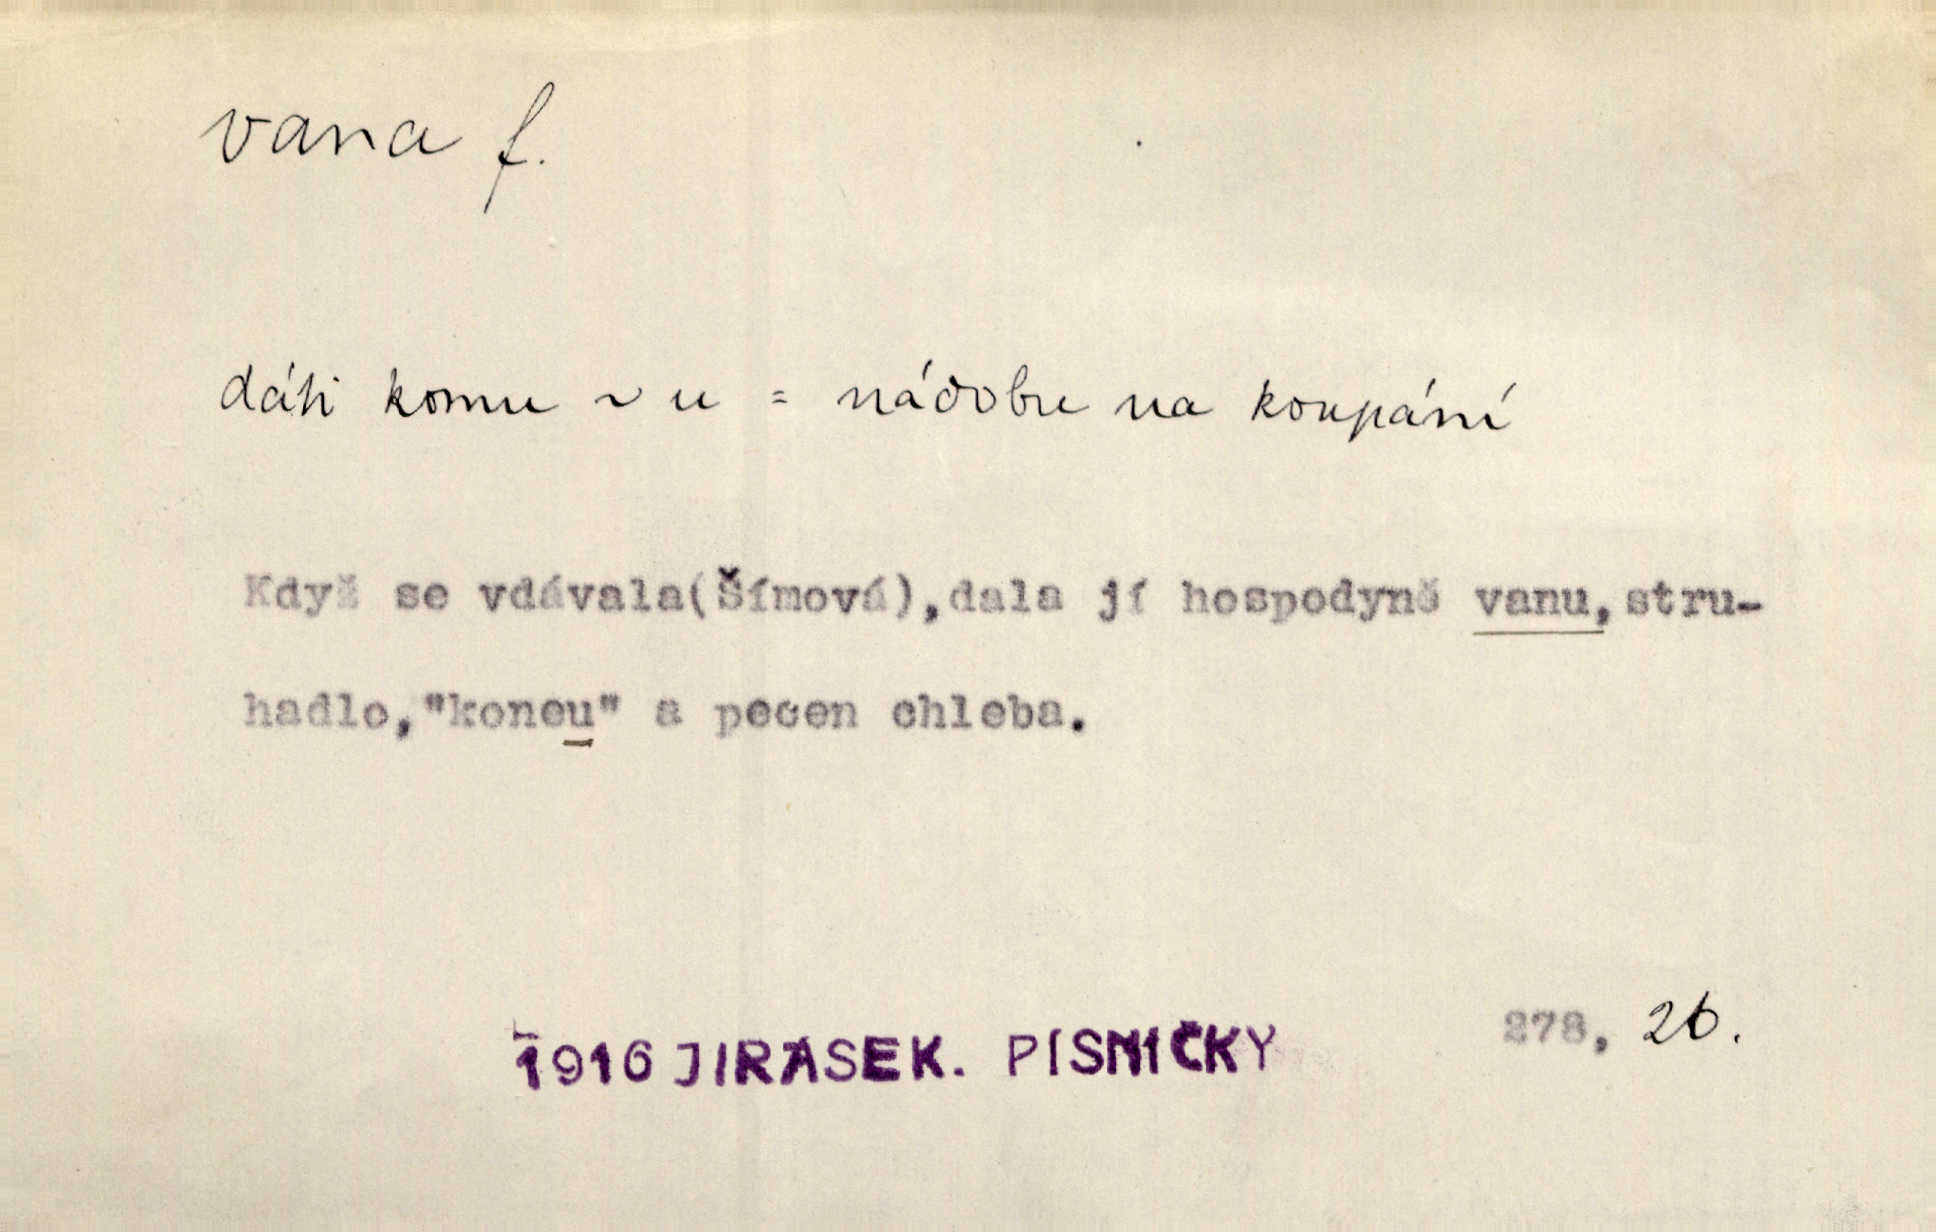 vana f.
dáti komu ~u = nádobu na koupání
Když se vdávala(Šímová),dala jí hospodyně vanu,stru-
hadlo,"koneu" a pecen chleba.
278, 26.
1916 JIRASEK. PÍSNIČKY